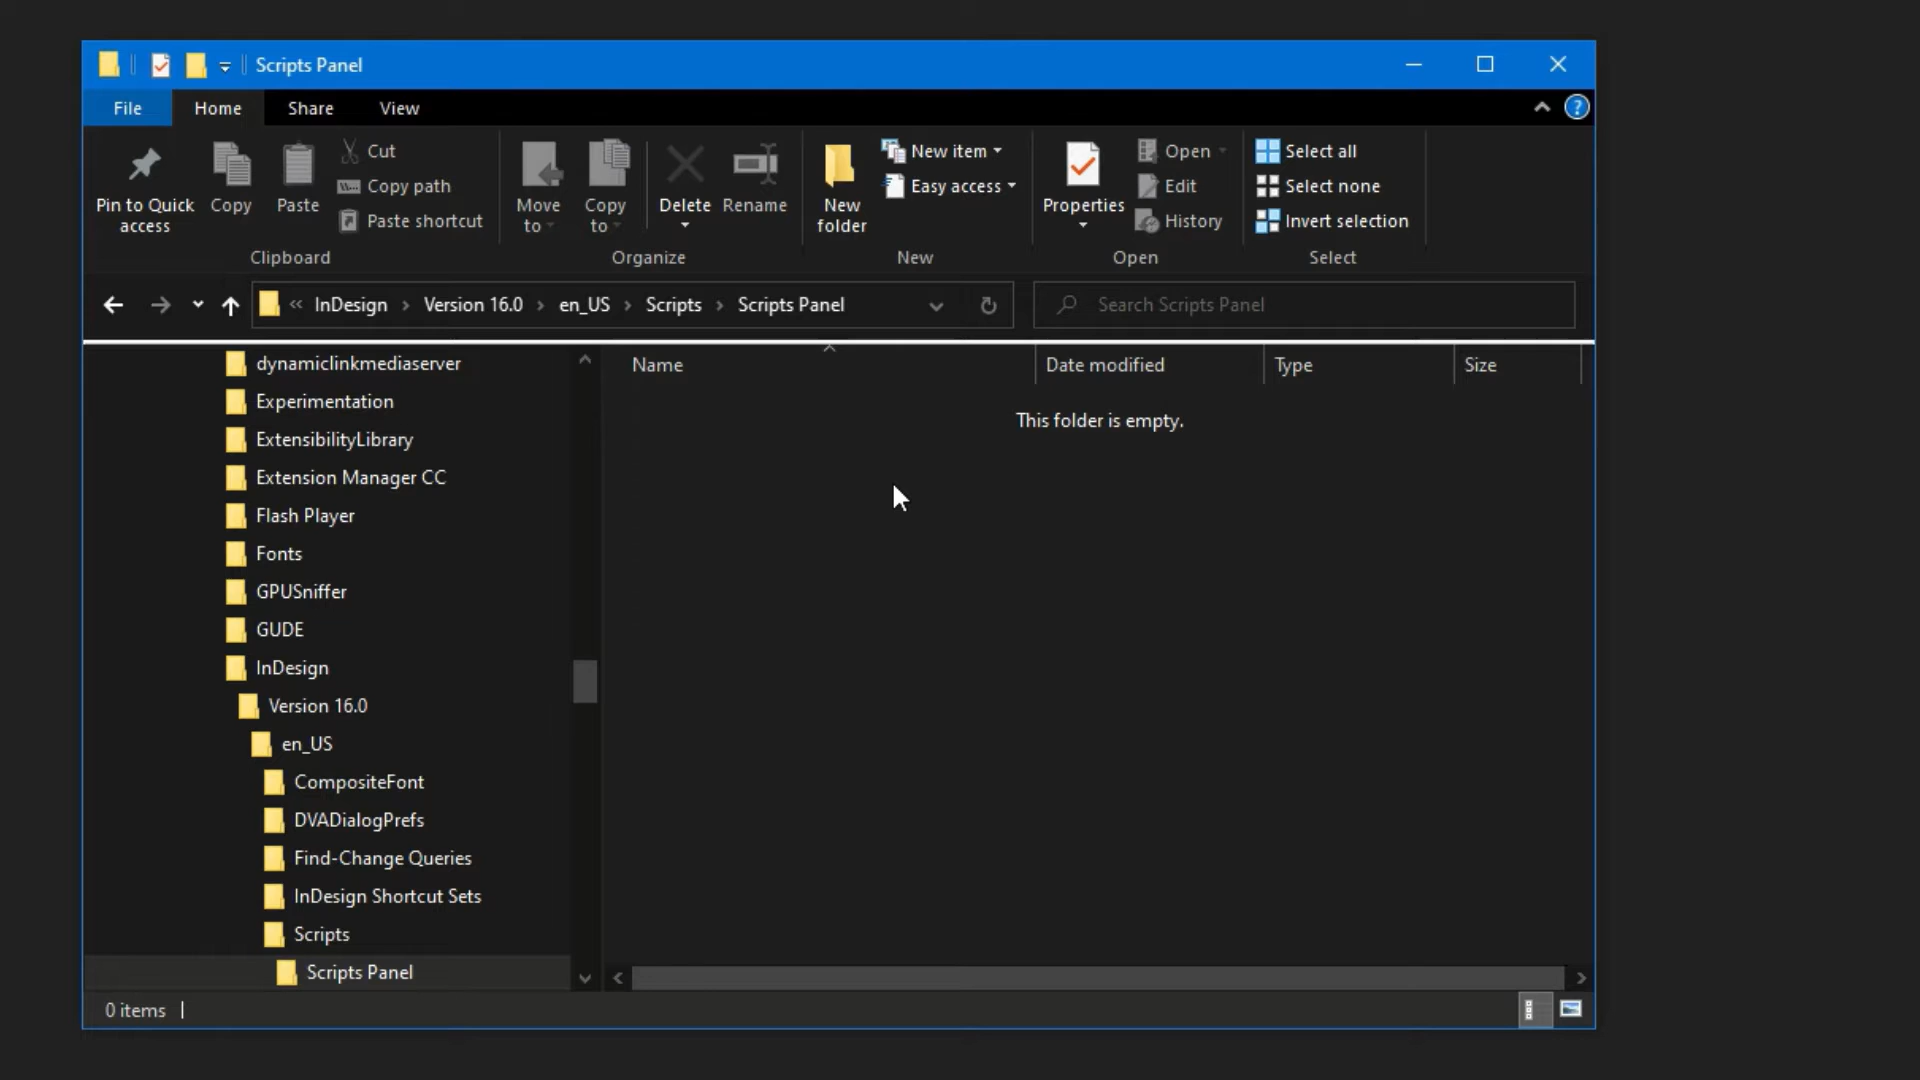 Scripts Panel
File Home Share View
?
Pin to Quick access
Copy
Paste
Cut
Copy path
Paste shortcut
Clipboard
Move to
Copy to
Delete
Rename
Organize
New folder
New item
Easy access
New
Properties
Open
Edit
History
Open
Select all
Select none
Invert selection
Select
« InDesign › Version 16.0 › en_US › Scripts › Scripts Panel
Search Scripts Panel
Name Date modified Type Size
This folder is empty.
dynamiclinkmediaserver
Experimentation
ExtensibilityLibrary
Extension Manager CC
Flash Player
Fonts
GPUSniffer
GUDE
InDesign
Version 16.0
en_US
CompositeFont
DVADialogPrefs
Find-Change Queries
InDesign Shortcut Sets
Scripts
Scripts Panel
0 items